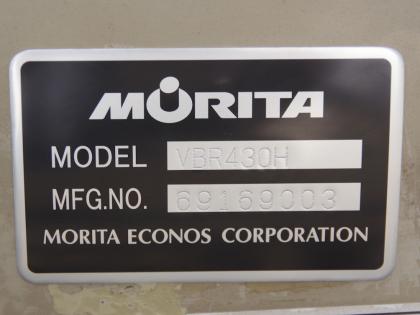 MORITA
MODEL VBR430H
MFG.NO. 69169003
MORITA ECONOS CORPORATION